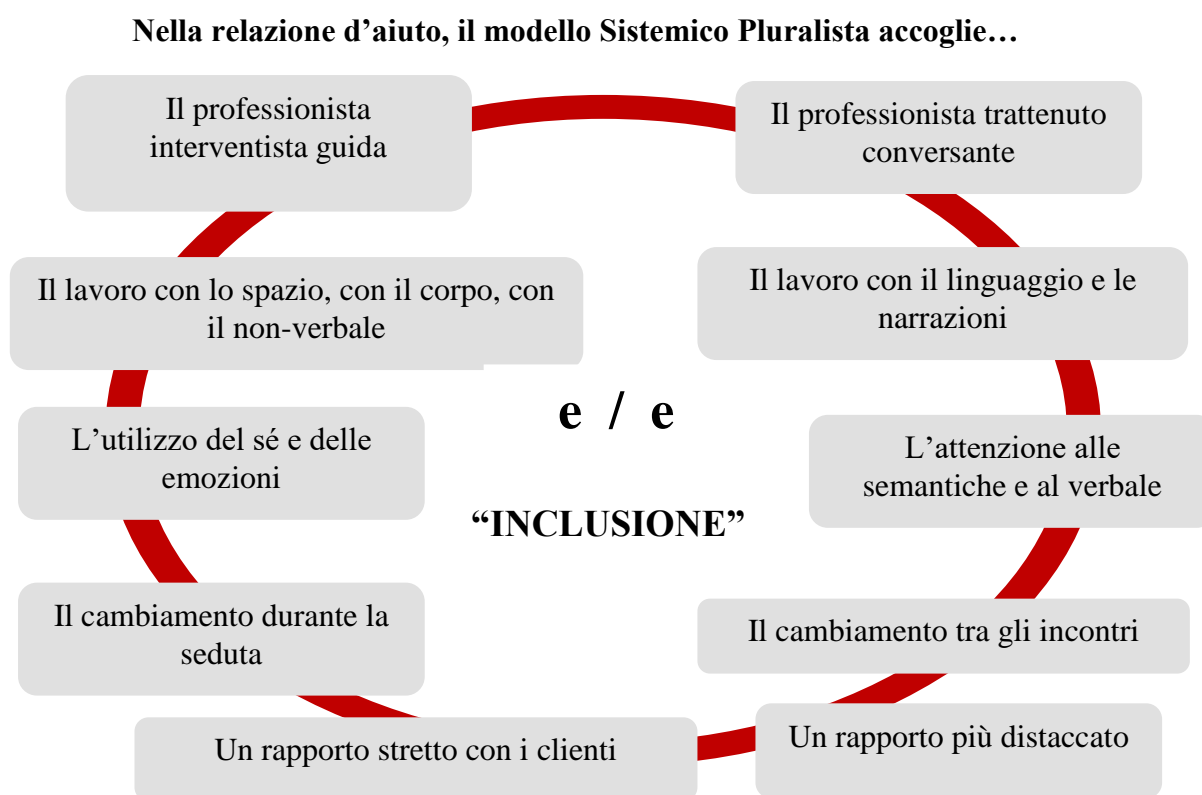 Nella relazione d’aiuto, il modello Sistemico Pluralista accoglie…
Il professionista
interventista guida
Il professionista trattenuto
conversante
Il lavoro con lo spazio, con il corpo, con
il non-verbale
Il lavoro con il linguaggio e le
narrazioni
e / e
L’utilizzo del sé e delle
emozioni
L’attenzione alle
semantiche e al verbale
“INCLUSIONE”
Il cambiamento durante la
seduta
Il cambiamento tra gli incontri
Un rapporto stretto con i clienti
Un rapporto più distaccato